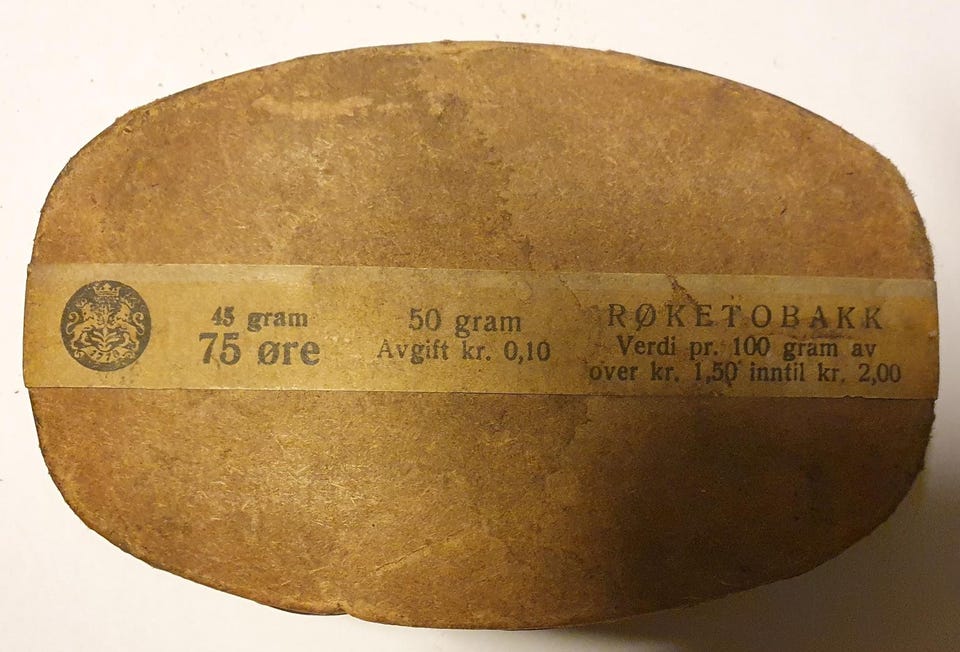 45 gram
75 øre
50 gram
Avgift kr. 0,10
RØKETOBAKK
Verdi pr. 100 gram av
over kr. 1,50 inntil kr. 2,00